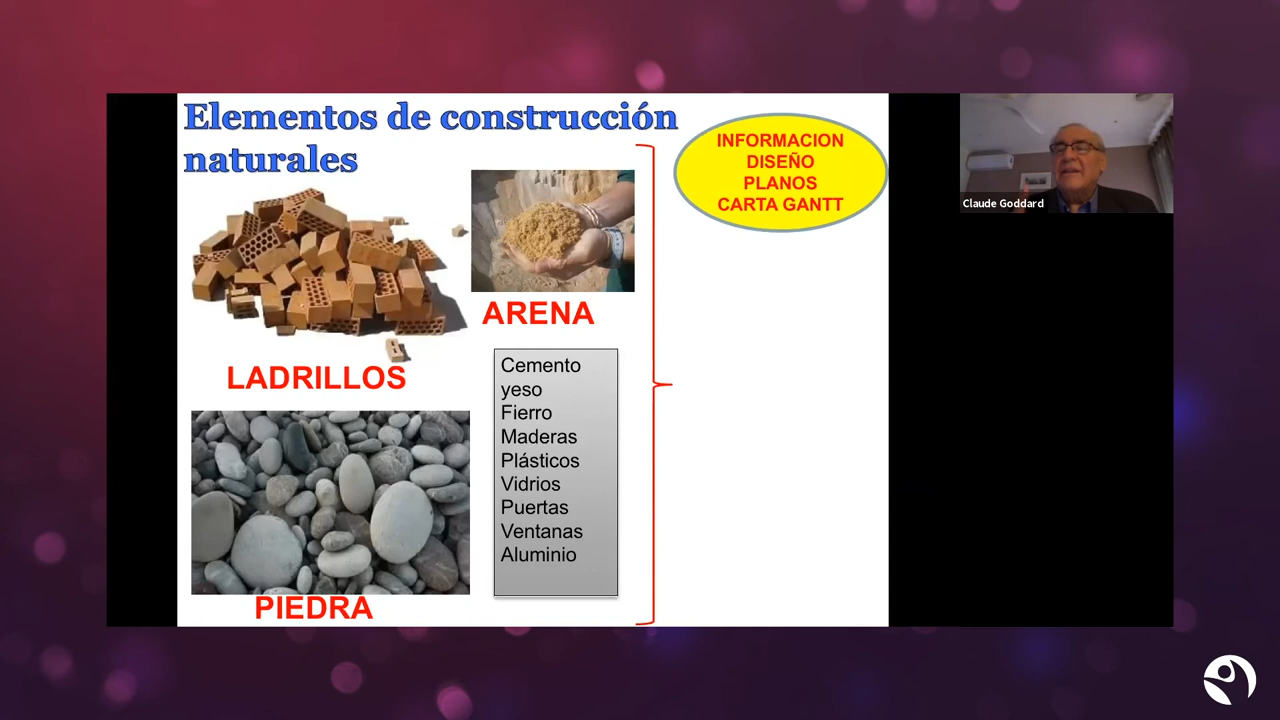 Elementos de construcción
naturales
INFORMACION
DISEÑO
PLANOS
CARTA GANTT
Claude Goddard
ARENA
LADRILLOS
Cemento
yeso
Fierro
Maderas
Plásticos
Vidrios
Puertas
Ventanas
Aluminio
PIEDRA